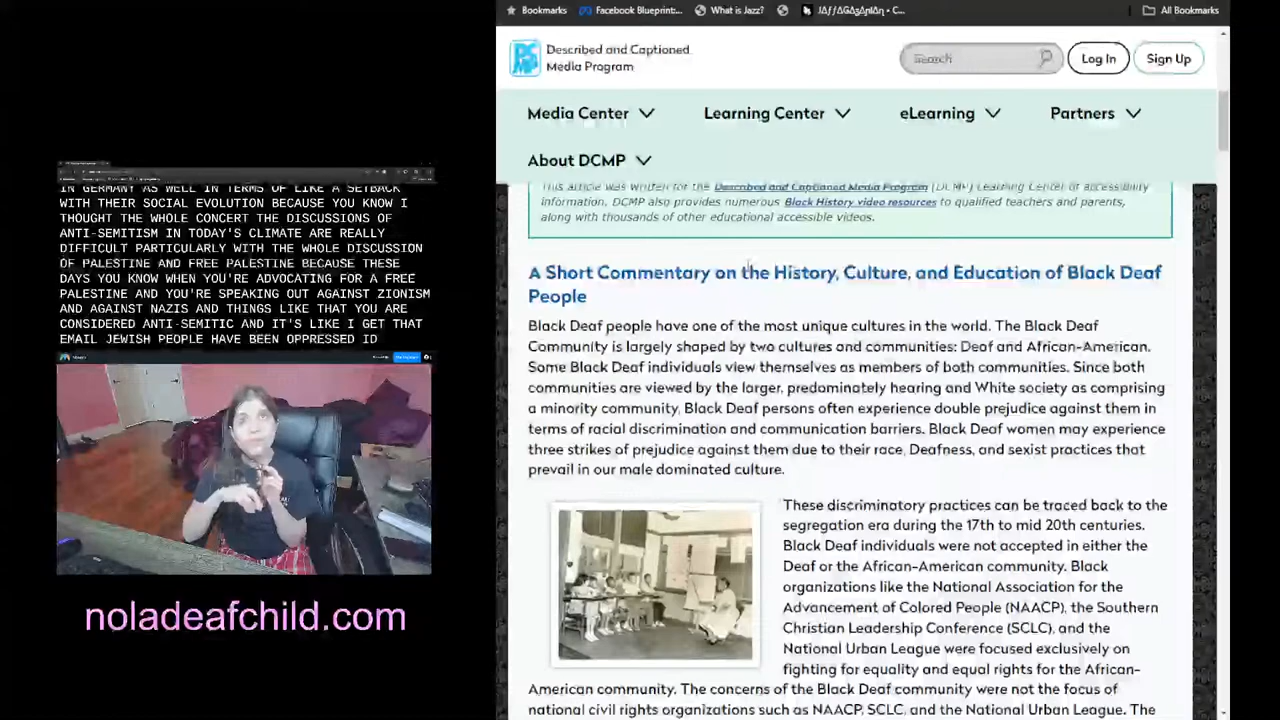 Bookmarks
Facebook Blueprint:...
What is Jazz?
All Bookmarks
Described and Captioned
Media Program
Search
Log In
Sign Up
Media Center
Learning Center
eLearning
Partners
About DCMP
This article was written for the Described and Captioned Media Program (DCMP) Learning Center of accessibility
information. DCMP also provides numerous Black History video resources to qualified teachers and parents,
along with thousands of other educational accessible videos.
A Short Commentary on the History, Culture, and Education of Black Deaf
People
Black Deaf people have one of the most unique cultures in the world. The Black Deaf
Community is largely shaped by two cultures and communities: Deaf and African-American.
Some Black Deaf individuals view themselves as members of both communities. Since both
communities are viewed by the larger, predominately hearing and White society as comprising
a minority community, Black Deaf persons often experience double prejudice against them in
terms of racial discrimination and communication barriers. Black Deaf women may experience
three strikes of prejudice against them due to their race, Deafness, and sexist practices that
prevail in our male dominated culture.
These discriminatory practices can be traced back to the
segregation era during the 17th to mid 20th centuries.
Black Deaf individuals were not accepted in either the
Deaf or the African-American community. Black
organizations like the National Association for the
Advancement of Colored People (NAACP), the Southern
Christian Leadership Conference (SCLC), and the
National Urban League were focused exclusively on
fighting for equality and equal rights for the African-
American community. The concerns of the Black Deaf community were not the focus of
national civil rights organizations such as NAACP, SCLC, and the National Urban League. The
IN GERMANY AS WELL IN TERMS OF LIKE A SETBACK
WITH THEIR SOCIAL EVOLUTION BECAUSE YOU KNOW I
THOUGHT THE WHOLE CONCERT THE DISCUSSIONS OF
ANTI-SEMITISM IN TODAY'S CLIMATE ARE REALLY
DIFFICULT PARTICULARLY WITH THE WHOLE DISCUSSION
OF PALESTINE AND FREE PALESTINE BECAUSE THESE
DAYS YOU KNOW WHEN YOU'RE ADVOCATING FOR A FREE
PALESTINE AND YOU'RE SPEAKING OUT AGAINST ZIONISM
AND AGAINST NAZIS AND THINGS LIKE THAT YOU ARE
CONSIDERED ANTI-SEMITIC AND IT'S LIKE I GET THAT
EMAIL JEWISH PEOPLE HAVE BEEN OPPRESSED ID
noladeafchild.com